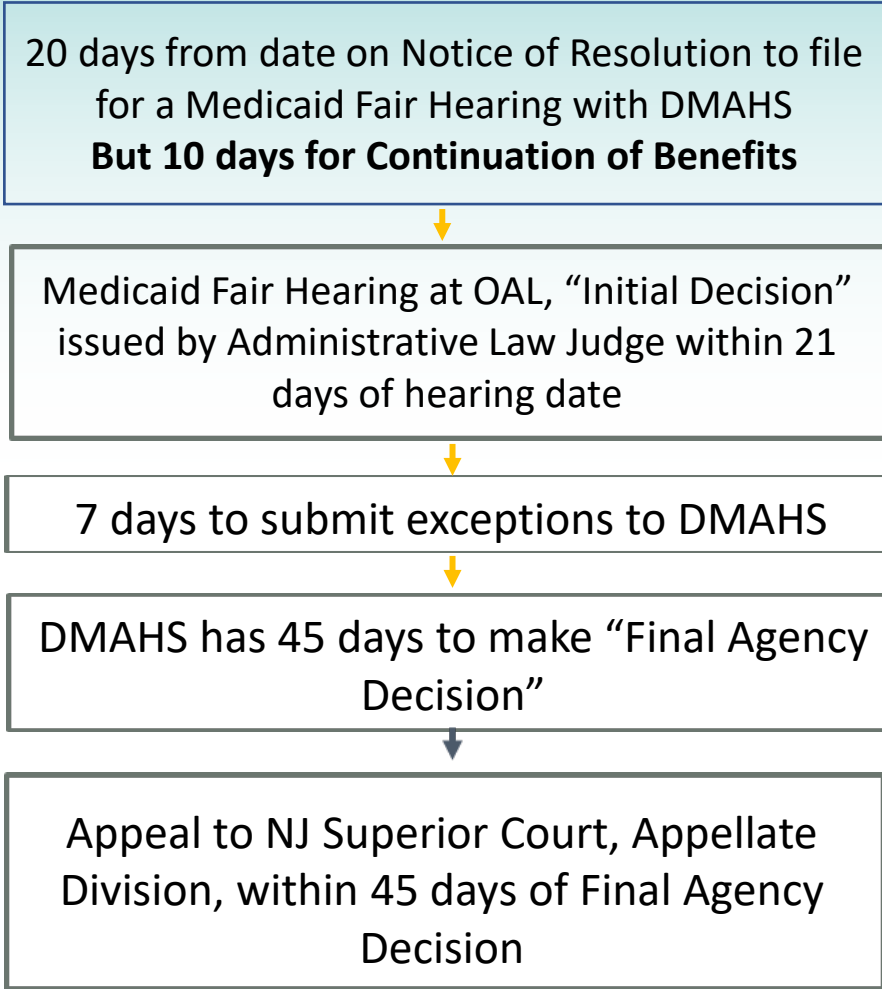 20 days from date on Notice of Resolution to file
for a Medicaid Fair Hearing with DMAHS
But 10 days for Continuation of Benefits
Medicaid Fair Hearing at OAL, “Initial Decision”
issued by Administrative Law Judge within 21
days of hearing date
7 days to submit exceptions to DMAHS
DMAHS has 45 days to make “Final Agency
Decision”
Appeal to NJ Superior Court, Appellate
Division, within 45 days of Final Agency
Decision